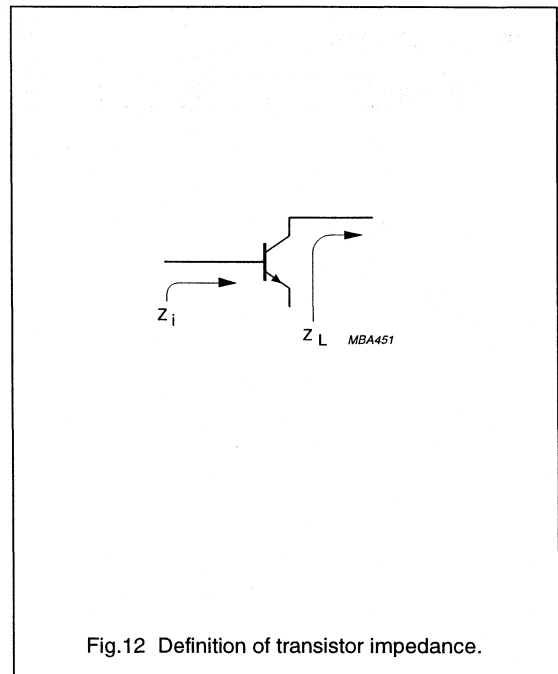 Z i
Z L MBA451
Fig.12 Definition of transistor impedance.